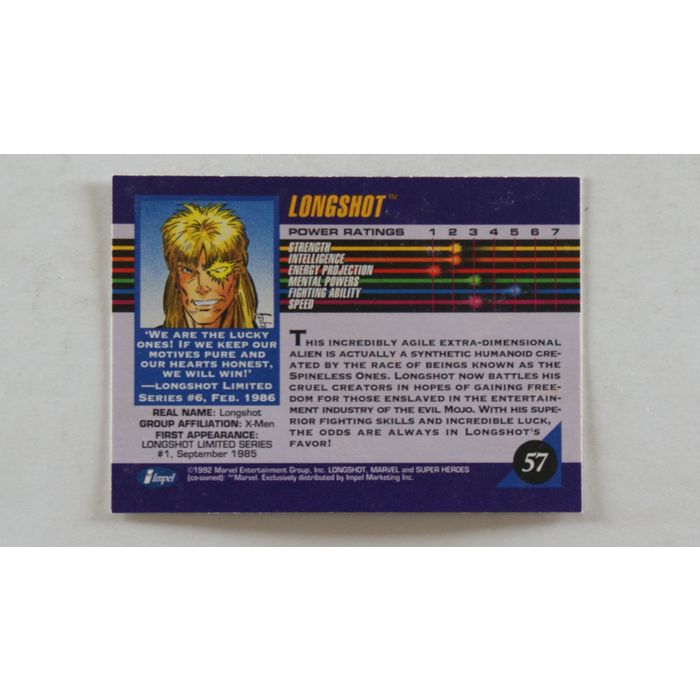 LONGSHOT™
POWER RATINGS 1 2 3 4 5 6 7
STRENGTH
INTELLIGENCE
ENERGY PROJECTION
MENTAL POWERS
FIGHTING ABILITY
SPEED
'WE ARE THE LUCKY
ONES! IF WE KEEP OUR
MOTIVES PURE AND
OUR HEARTS HONEST,
WE WILL WIN!'
—LONGSHOT LIMITED
SERIES #6, FEB. 1986
REAL NAME: Longshot
GROUP AFFILIATION: X-Men
FIRST APPEARANCE:
LONGSHOT LIMITED SERIES
#1, September 1985
THIS INCREDIBLY AGILE EXTRA-DIMENSIONAL
ALIEN IS ACTUALLY A SYNTHETIC HUMANOID CRE-
ATED BY THE RACE OF BEINGS KNOWN AS THE
SPINELESS ONES. LONGSHOT NOW BATTLES HIS
CRUEL CREATORS IN HOPES OF GAINING FREE-
DOM FOR THOSE ENSLAVED IN THE ENTERTAIN-
MENT INDUSTRY OF THE EVIL MOJO. WITH HIS SUPE-
RIOR FIGHTING SKILLS AND INCREDIBLE LUCK,
THE ODDS ARE ALWAYS IN LONGSHOT'S
FAVOR!
57
Impel
©1992 Marvel Entertainment Group, Inc. LONGSHOT, MARVEL and SUPER HEROES
(co-owned): ™Marvel. Exclusively distributed by Impel Marketing Inc.